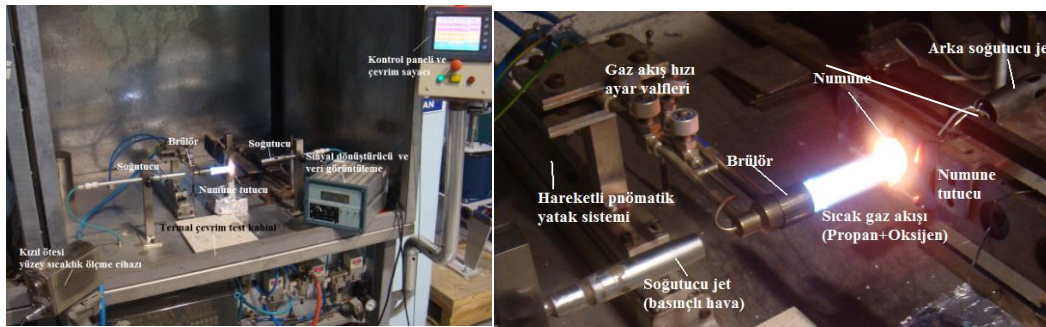 Kontrol paneli ve
çevrim sayacı
Brülör
Soğutucu
Soğutucu
Sinyal dönüştürücü ve
veri görüntüleme
Numune tutucu
Termal çevrim test kabini
Kızıl ötesi
yüzey sıcaklık ölçme cihazı
Arka soğutucu je
Gaz akış hızı
ayar valfleri
Numune
Brülör
Hareketli pnömatik
yatak sistemi
Numune
tutucu
Sıcak gaz akışı
(Propan+Oksijen)
Soğutucu jet
(basınçlı hava)